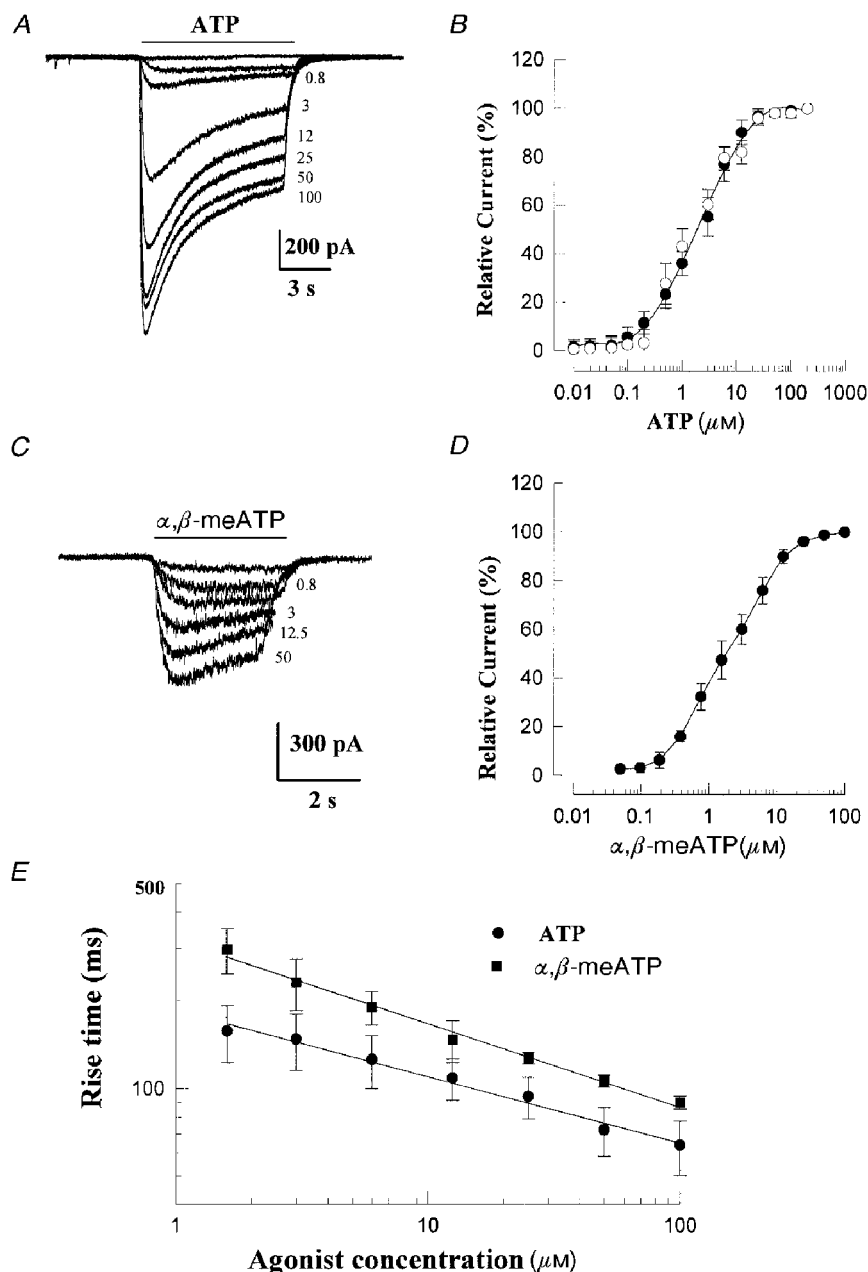 A
ATP
0.8
3
12
25
50
100
200 pA
3 s
B
Relative Current (%)
120
100
80
60
40
20
0
0.01 0.1 1 10 100 1000
ATP (μM)
C
α,β-meATP
0.8
3
12.5
50
300 pA
2 s
D
Relative Current (%)
120
100
80
60
40
20
0
0.01 0.1 1 10 100
α,β-meATP(μM)
E
Rise time (ms)
500
100
ATP
α,β-meATP
1 10 100
Agonist concentration (μM)